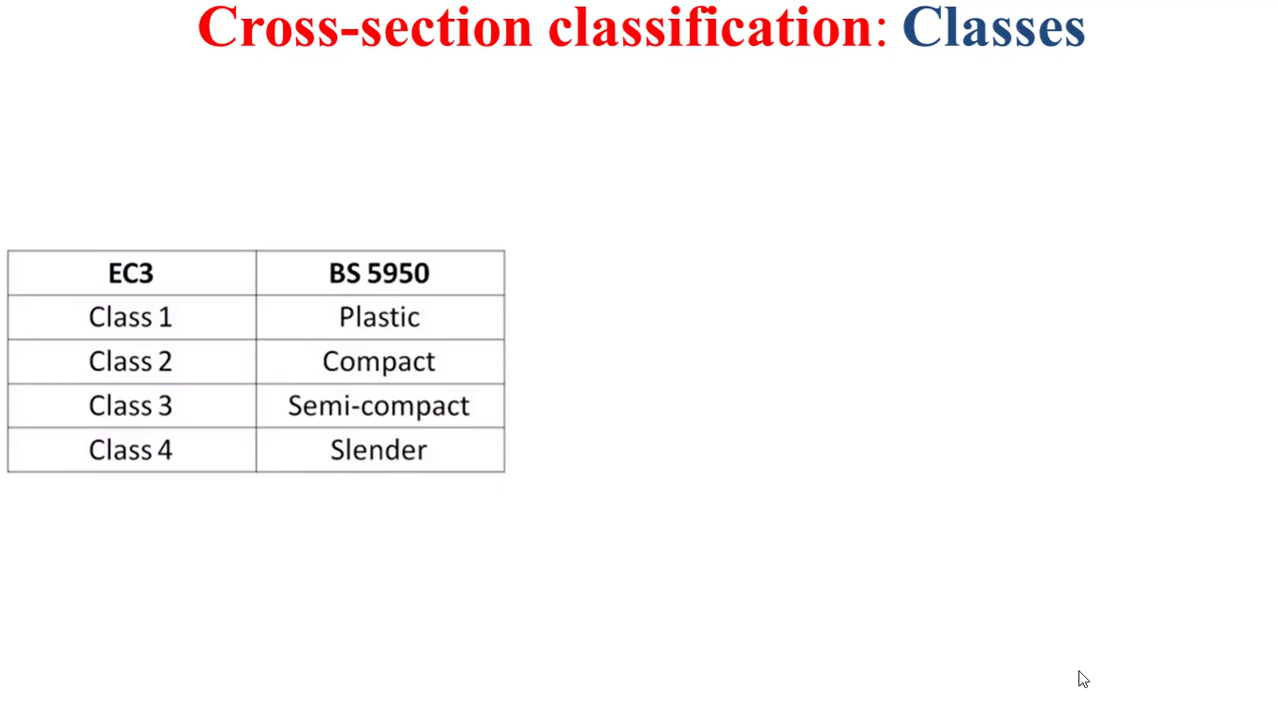 Cross-section classification: Classes
EC3 BS 5950
Class 1 Plastic
Class 2 Compact
Class 3 Semi-compact
Class 4 Slender